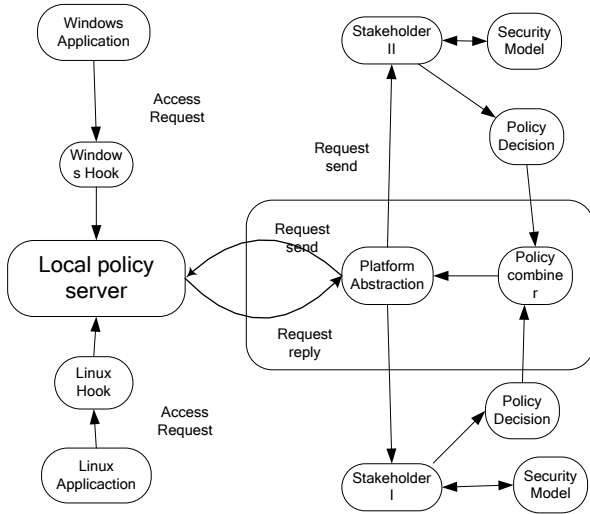 Windows
Application
Access
Request
Window
s Hook
Local policy
server
Linux
Hook
Access
Request
Linux
Applicaction
Stakeholder
II
Security
Model
Policy
Decision
Request
send
Request
send
Platform
Abstraction
Policy
combine
r
Request
reply
Policy
Decision
Stakeholder
I
Security
Model